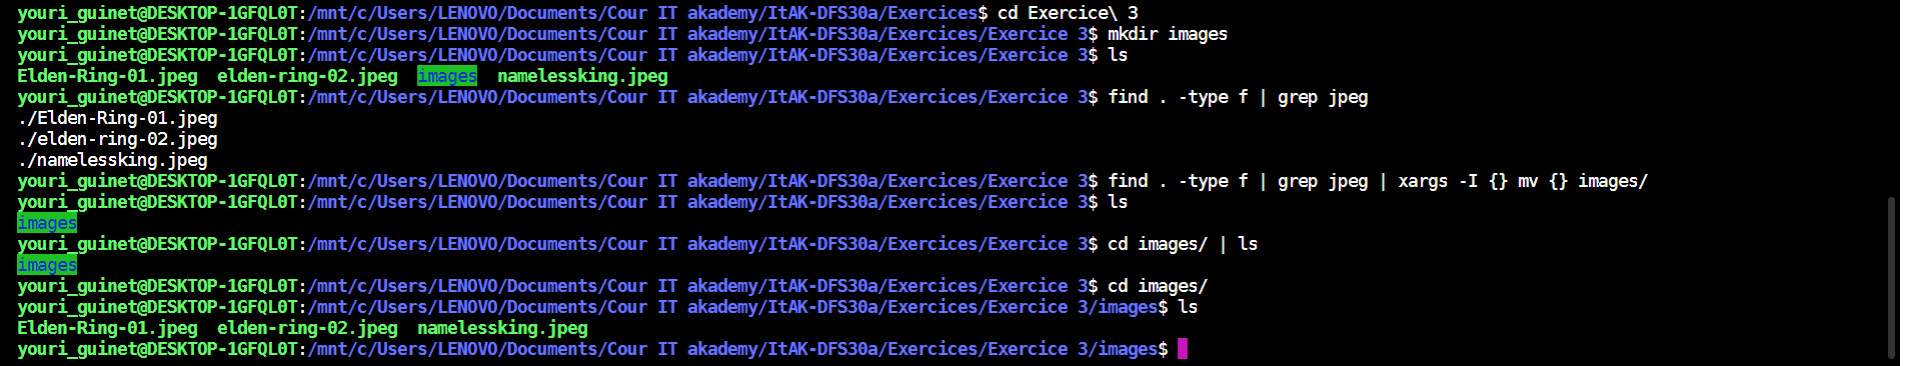 youri_guinet@DESKTOP-1GFQL0T:/mnt/c/Users/LENOVO/Documents/Cour IT akademy/ItAK-DFS30a/Exercices$ cd Exercice\ 3
youri_guinet@DESKTOP-1GFQL0T:/mnt/c/Users/LENOVO/Documents/Cour IT akademy/ItAK-DFS30a/Exercices/Exercice 3$ mkdir images
youri_guinet@DESKTOP-1GFQL0T:/mnt/c/Users/LENOVO/Documents/Cour IT akademy/ItAK-DFS30a/Exercices/Exercice 3$ ls
Elden-Ring-01.jpeg  elden-ring-02.jpeg  images  namelessking.jpeg
youri_guinet@DESKTOP-1GFQL0T:/mnt/c/Users/LENOVO/Documents/Cour IT akademy/ItAK-DFS30a/Exercices/Exercice 3$ find . -type f | grep jpeg
./Elden-Ring-01.jpeg
./elden-ring-02.jpeg
./namelessking.jpeg
youri_guinet@DESKTOP-1GFQL0T:/mnt/c/Users/LENOVO/Documents/Cour IT akademy/ItAK-DFS30a/Exercices/Exercice 3$ find . -type f | grep jpeg | xargs -I {} mv {} images/
youri_guinet@DESKTOP-1GFQL0T:/mnt/c/Users/LENOVO/Documents/Cour IT akademy/ItAK-DFS30a/Exercices/Exercice 3$ ls
images
youri_guinet@DESKTOP-1GFQL0T:/mnt/c/Users/LENOVO/Documents/Cour IT akademy/ItAK-DFS30a/Exercices/Exercice 3$ cd images/ | ls
images
youri_guinet@DESKTOP-1GFQL0T:/mnt/c/Users/LENOVO/Documents/Cour IT akademy/ItAK-DFS30a/Exercices/Exercice 3$ cd images/
youri_guinet@DESKTOP-1GFQL0T:/mnt/c/Users/LENOVO/Documents/Cour IT akademy/ItAK-DFS30a/Exercices/Exercice 3/images$ ls
Elden-Ring-01.jpeg  elden-ring-02.jpeg  namelessking.jpeg
youri_guinet@DESKTOP-1GFQL0T:/mnt/c/Users/LENOVO/Documents/Cour IT akademy/ItAK-DFS30a/Exercices/Exercice 3/images$